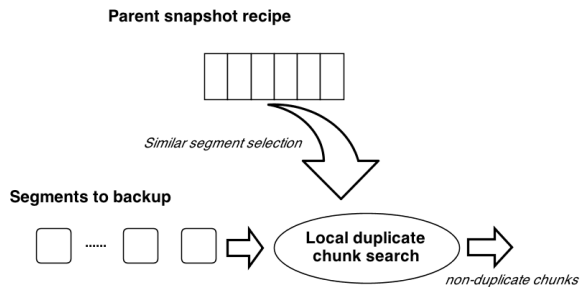 Parent snapshot recipe
Similar segment selection
Segments to backup
......
Local duplicate
chunk search
non-duplicate chunks